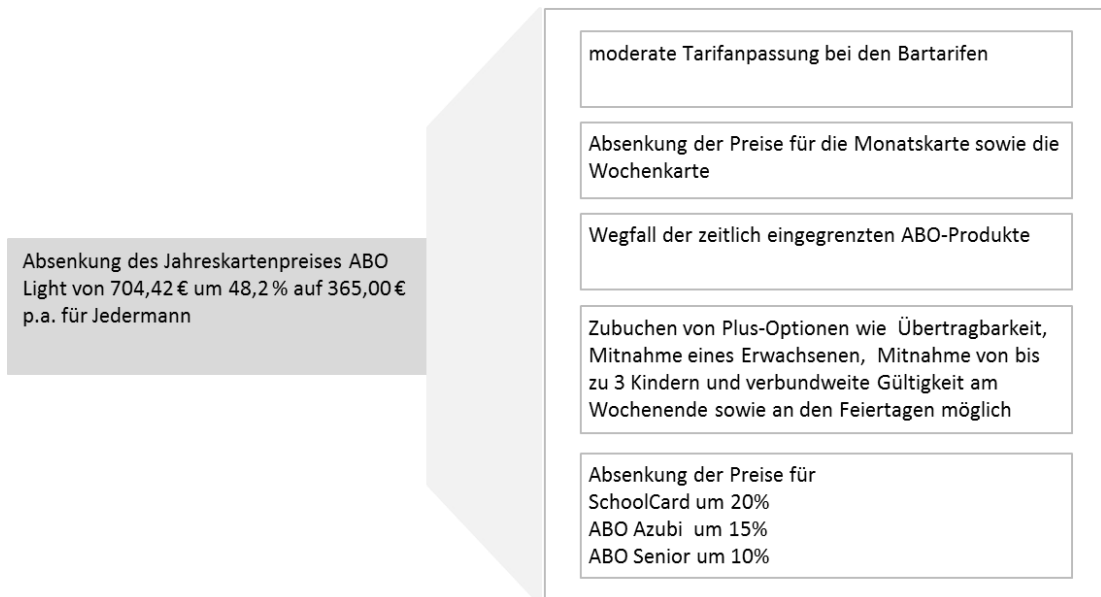 Absenkung des Jahreskartenpreises ABO
Light von 704,42 € um 48,2 % auf 365,00 €
p.a. für Jedermann
moderate Tarifanpassung bei den Bartarifen
Absenkung der Preise für die Monatskarte sowie die
Wochenkarte
Wegfall der zeitlich eingegrenzten ABO-Produkte
Zubuchen von Plus-Optionen wie Übertragbarkeit,
Mitnahme eines Erwachsenen, Mitnahme von bis
zu 3 Kindern und verbundweite Gültigkeit am
Wochenende sowie an den Feiertagen möglich
Absenkung der Preise für
SchoolCard um 20%
ABO Azubi um 15%
ABO Senior um 10%